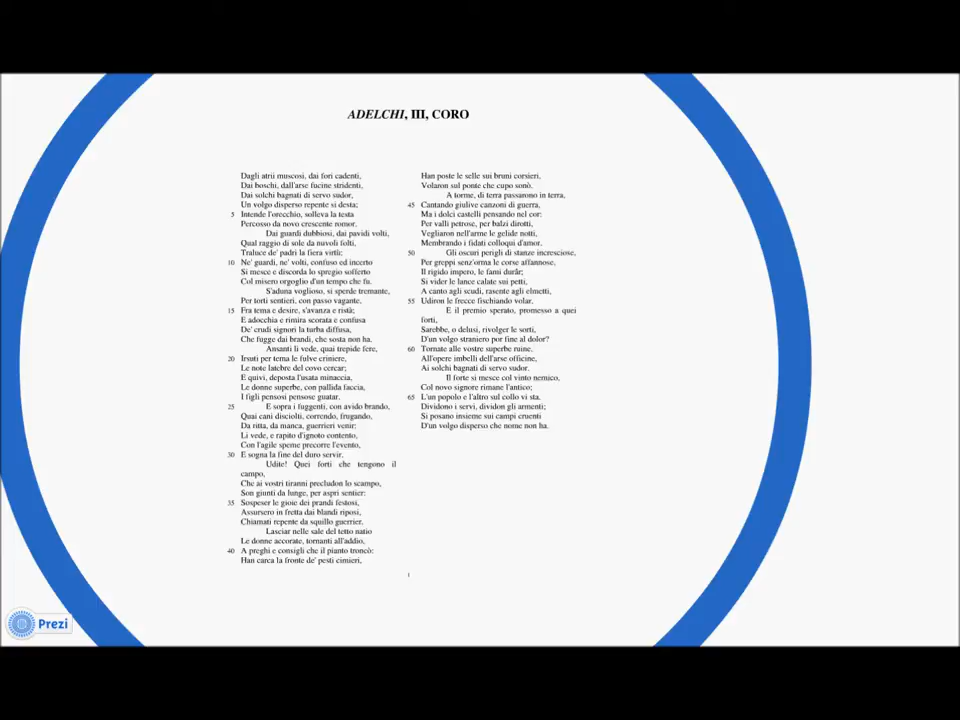 ADELCHI, III, CORO
Dagli atrii muscosi, dai fori cadenti,
Dai boschi, dall'arse fucine stridenti,
Dai solchi bagnati di servo sudor,
Un volgo disperso repente si desta;
5 Intende l'orecchio, solleva la testa
Percosso da novo crescente romor.
Dai guardi dubbiosi, dai pavidi volti,
Qual raggio di sole da nuvoli folti,
Traluce de' padri la fiera virtù:
10 Ne' guardi, ne' volti, confuso ed incerto
Si mesce e discorda lo spregio sofferto
Col misero orgoglio d'un tempo che fu.
S'aduna voglioso, si sperde tremante,
Per torti sentieri, con passo vagante,
15 Fra tema e desire, s'avanza e ristà;
E adocchia e rimira scorata e confusa
De' crudi signori la turba diffusa,
Che fugge dai brandi, che sosta non ha.
Ansanti li vede, quai trepide fere,
20 Irsuti per tema le fulve criniere,
Le note latebre del covo cercar;
E quivi, deposta l'usata minaccia,
Le donne superbe, con pallida faccia,
I figli pensosi pensose guatar.
25 E sopra i fuggenti, con avido brando,
Quai cani disciolti, correndo, frugando,
Da ritta, da manca, guerrieri venir:
Li vede, e rapito d'ignoto contento,
Con l'agile speme precorre l'evento,
30 E sogna la fine del duro servir.
Udite! Quei forti che tengono il
campo,
Che ai vostri tiranni precludon lo scampo,
Son giunti da lunge, per aspri sentier:
35 Sospeser le gioie dei prandi festosi,
Assursero in fretta dai blandi riposi,
Chiamati repente da squillo guerrier.
Lasciar nelle sale del tetto natio
Le donne accorate, tornanti all'addio,
40 A preghi e consigli che il pianto troncò:
Han carca la fronte de' pesti cimieri,
Han poste le selle sui bruni corsieri,
Volaron sul ponte che cupo sonò.
A torme, di terra passarono in terra,
45 Cantando giulive canzoni di guerra,
Ma i dolci castelli pensando nel cor:
Per valli petrose, per balzi dirotti,
Vegliaron nell'arme le gelide notti,
Membrando i fidati colloqui d'amor.
50 Gli oscuri perigli di stanze incresciose,
Per greppi senz'orma le corse affannose,
Il rigido impero, le fami durâr;
Si vider le lance calate sui petti,
A canto agli scudi, rasente agli elmetti,
55 Udiron le frecce fischiando volar.
E il premio sperato, promesso a quei
forti,
Sarebbe, o delusi, rivolger le sorti,
D'un volgo straniero por fine al dolor?
60 Tornate alle vostre superbe ruine,
All'opere imbelli dell'arse officine,
Ai solchi bagnati di servo sudor.
Il forte si mesce col vinto nemico,
Col novo signore rimane l'antico;
65 L'un popolo e l'altro sul collo vi sta.
Dividono i servi, dividon gli armenti;
Si posano insieme sui campi cruenti
D'un volgo disperso che nome non ha.
1
Prezi